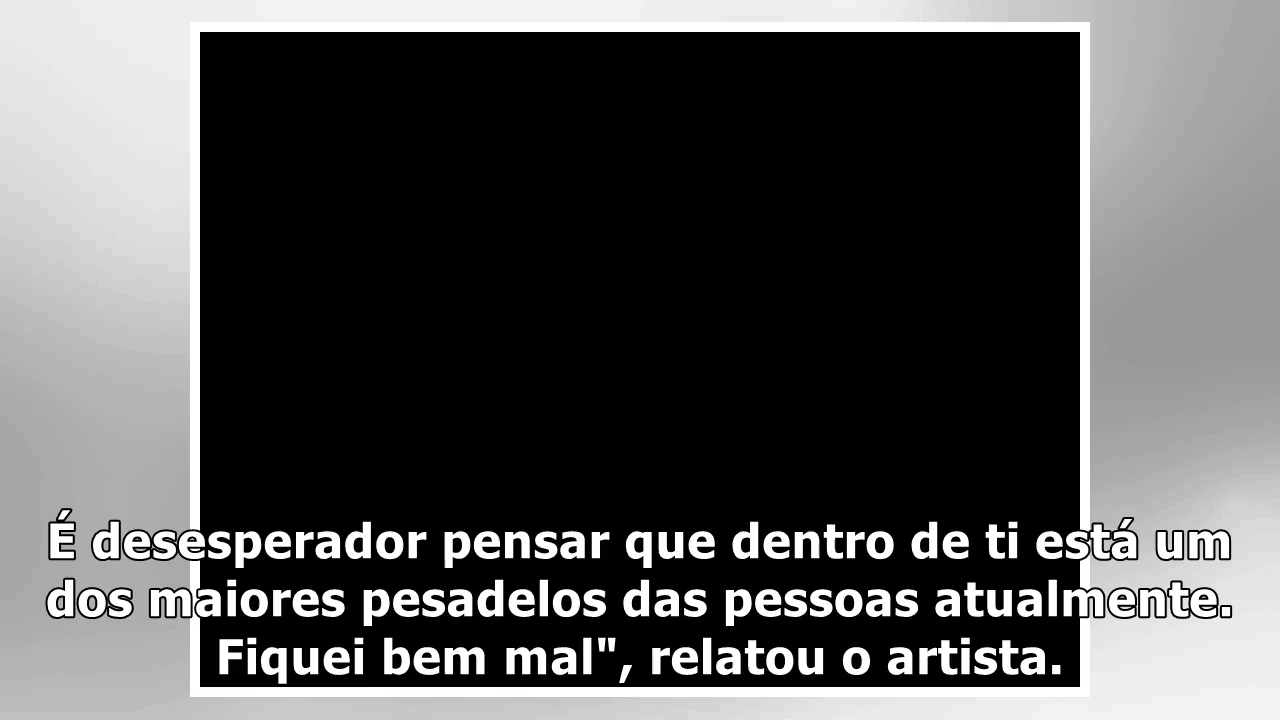 É desesperador pensar que dentro de ti está um
dos maiores pesadelos das pessoas atualmente.
Fiquei bem mal", relatou o artista.